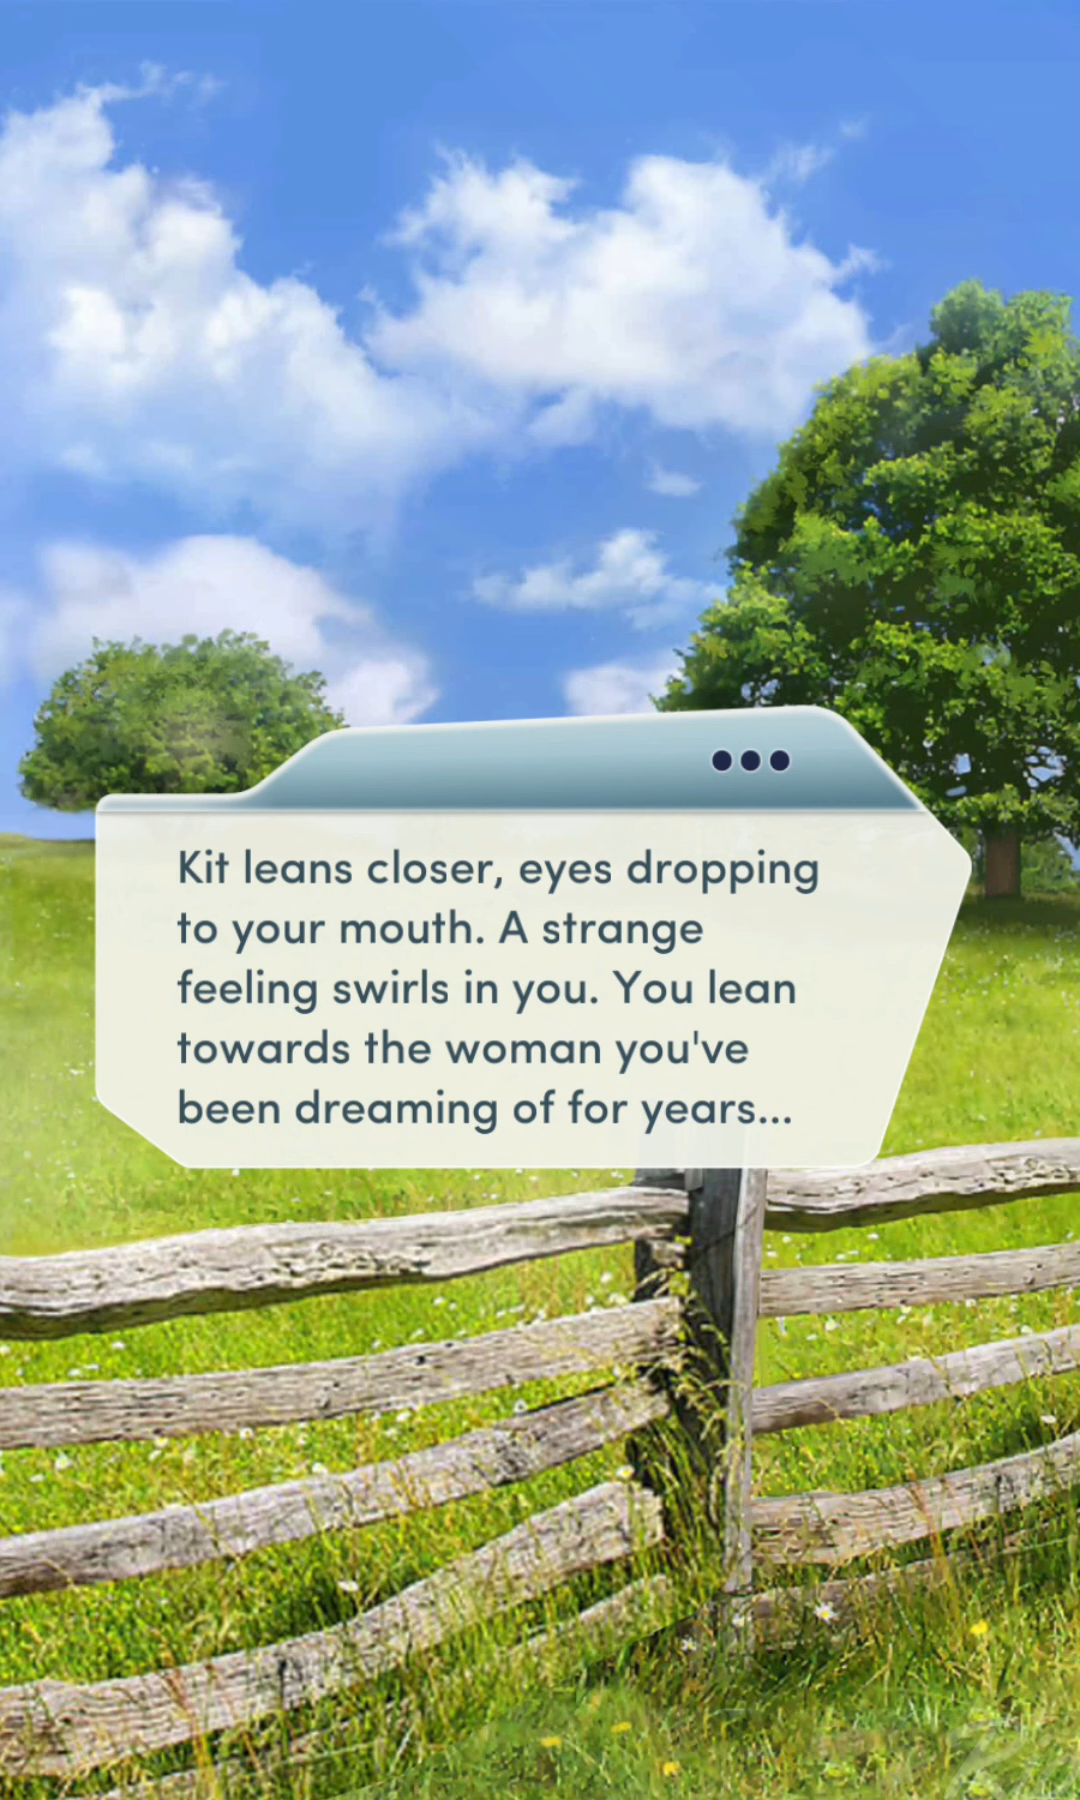 Kit leans closer, eyes dropping
to your mouth. A strange
feeling swirls in you. You lean
towards the woman you've
been dreaming of for years...